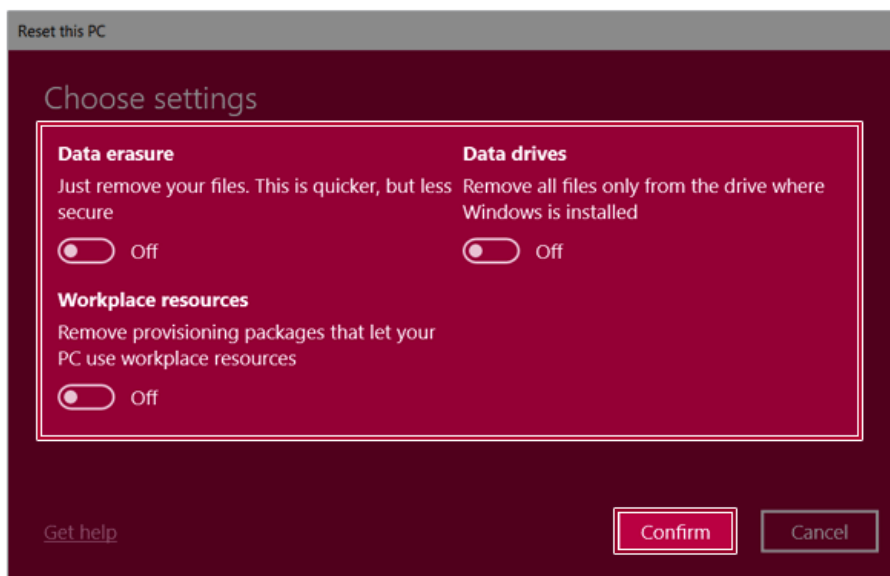 Reset this PC
Choose settings
Data erasure
Just remove your files. This is quicker, but less
secure
Off
Data drives
Remove all files only from the drive where
Windows is installed
Off
Workplace resources
Remove provisioning packages that let your
PC use workplace resources
Off
Get help
Confirm
Cancel